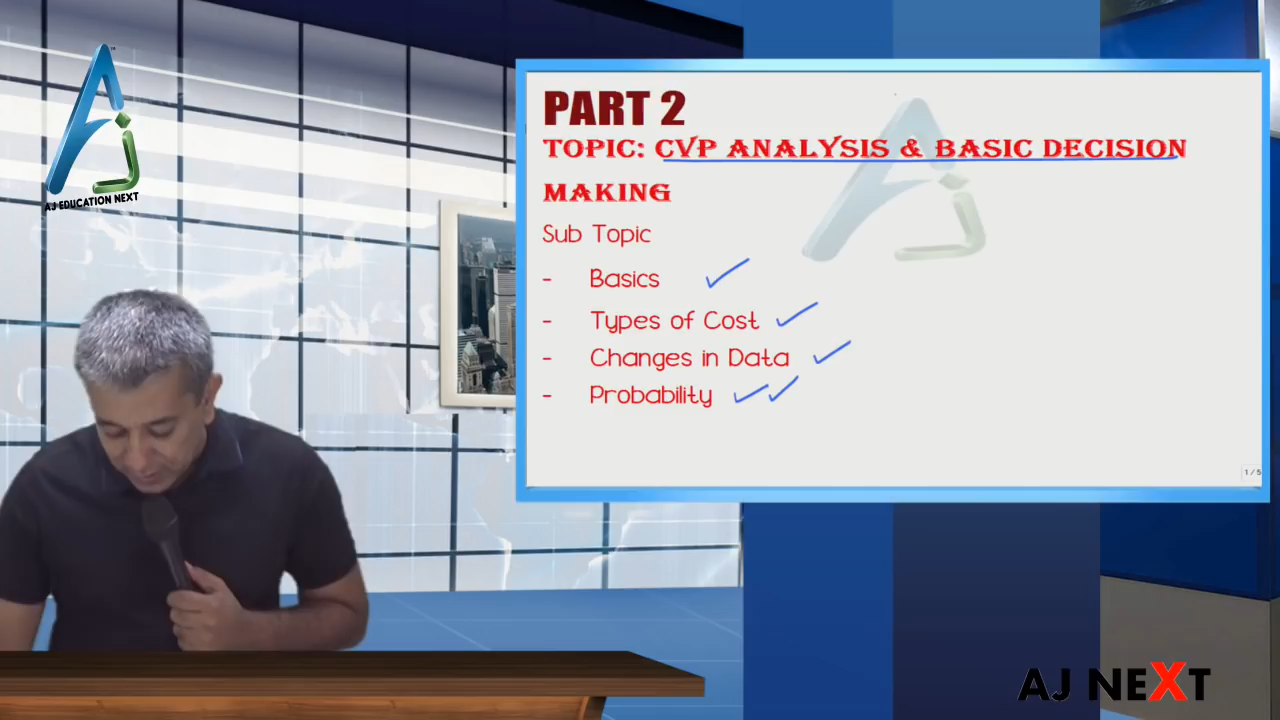 PART 2
TOPIC: CVP ANALYSIS & BASIC DECISION
MAKING
Sub Topic
- Basics
- Types of Cost
- Changes in Data
- Probability
1/5
AJ EDUCATION NEXT
AJ NEXT